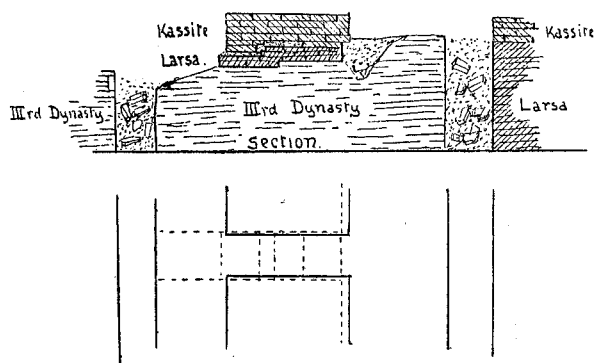 Kassite
Larsa.
Kassite
IIIrd Dynasty
IIIrd Dynasty
Larsa
Section.